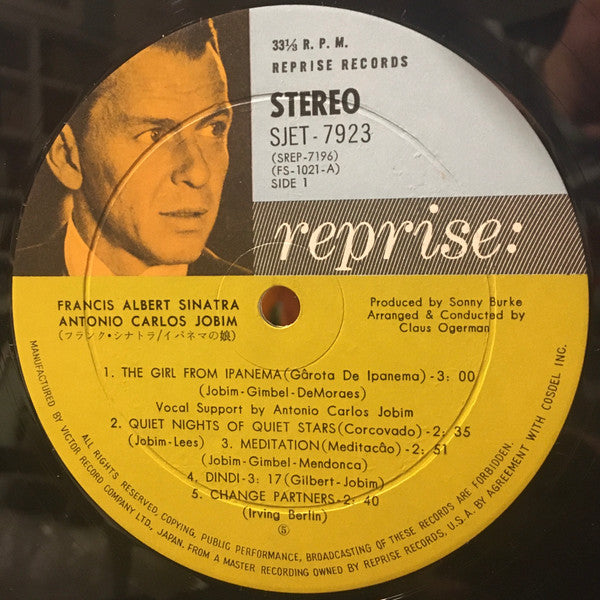 33⅓ R. P. M.
REPRISE RECORDS
STEREO
SJET-7923
(SREP-7196)
(FS-1021-A)
SIDE 1
reprise:
FRANCIS ALBERT SINATRA
ANTONIO CARLOS JOBIM
(フランク・シナトラ/イパネマの娘)
Produced by Sonny Burke
Arranged & Conducted by
Claus Ogerman
1. THE GIRL FROM IPANEMA(Gârota De Ipanema)-3: 00
(Jobim-Gimbel-DeMoraes)
Vocal Support by Antonio Carlos Jobim
2. QUIET NIGHTS OF QUIET STARS(Corcovado)-2: 35
(Jobim-Lees) 3. MEDITATION(Meditacâo)-2: 51
(Jobim-Gimbel-Mendonca)
4. DINDI-3: 17(Gilbert-Jobim)
5. CHANGE PARTNERS-2: 40
(Irving Berlin)
⑤
ALL RIGHTS RESERVED, COPYING, PUBLIC PERFORMANCE, BROADCASTING OF THESE RECORDS ARE FORBIDDEN.
MANUFACTURED BY VICTOR RECORD COMPANY LTD., JAPAN. FROM A MASTER RECORDING OWNED BY REPRISE RECORDS, U.S.A. BY AGREEMENT WITH COSDEL INC.